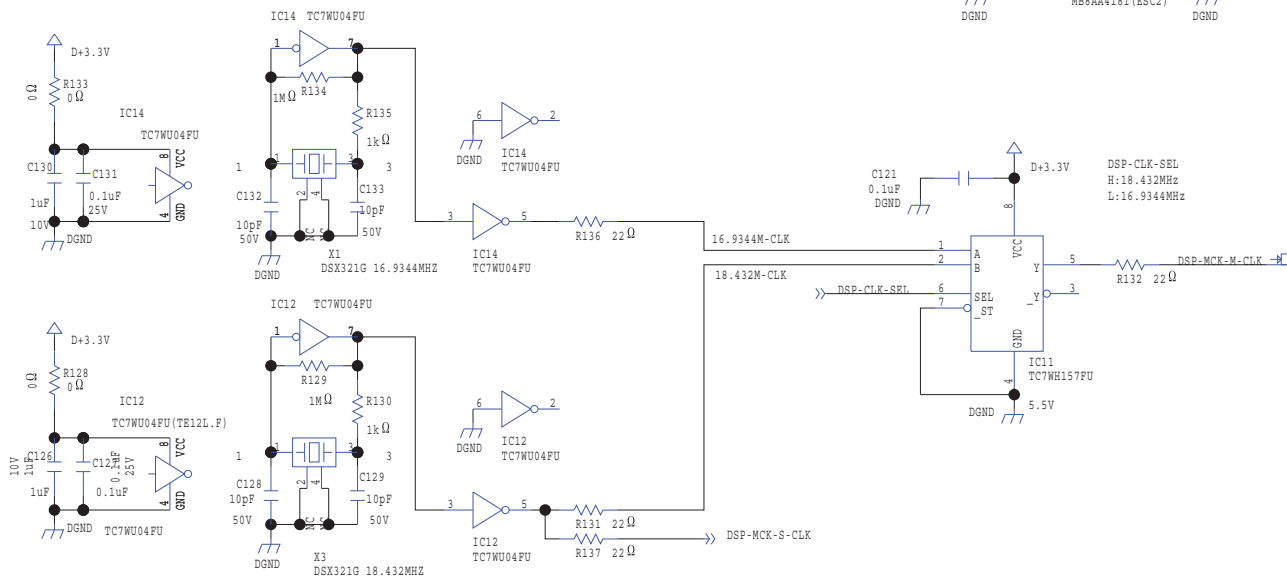 MB8AA4181(ESC2)
DGND
DGND
IC14 TC7WU04FU
D+3.3V
1
7
R133
0Ω
0Ω
R134
1MΩ
R135
1kΩ
IC14
TC7WU04FU
6
2
DGND
IC14
TC7WU04FU
C130
1uF
10V
C131
0.1uF
25V
8
VCC
4
GND
DGND
1
1
3
3
2
4
C132
10pF
50V
C133
10pF
50V
NC
NC
DGND
X1
DSX321G 16.9344MHZ
3
5
IC14
TC7WU04FU
R136
22Ω
16.9344M-CLK
18.432M-CLK
C121
0.1uF
DGND
D+3.3V
DSP-CLK-SEL
H:18.432MHz
L:16.9344MHz
8
VCC
1
A
2
B
DSP-CLK-SEL
6
SEL
7
_ST
Y
5
_Y
3
GND
4
R132
22Ω
DSP-MCK-M-CLK
IC11
TC7WH157FU
DGND
5.5V
IC12 TC7WU04FU
D+3.3V
1
7
R128
0Ω
0Ω
R129
1MΩ
R130
1kΩ
IC12
TC7WU04FU(TE12L.F)
6
2
DGND
IC12
TC7WU04FU
10V
1uF
C126
1uF
0.1uF
25V
0.1uF
8
VCC
4
GND
DGND
TC7WU04FU
1
1
3
3
2
4
C128
10pF
50V
C129
10pF
50V
NC
NC
DGND
X3
DSX321G 18.432MHZ
3
5
IC12
TC7WU04FU
R131
22Ω
R137
22Ω
DSP-MCK-S-CLK